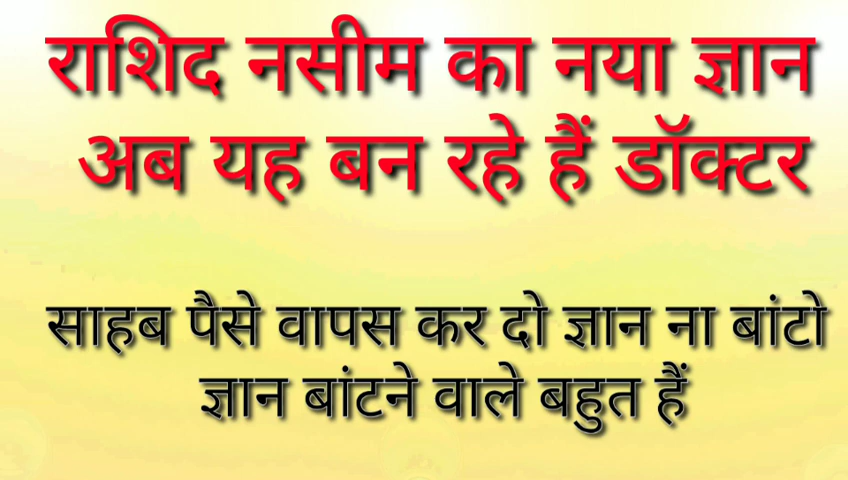 राशिद नसीम का नया ज्ञान
अब यह बन रहे हैं डॉक्टर
साहब पैसे वापस कर दो ज्ञान ना बांटो
ज्ञान बांटने वाले बहुत हैं